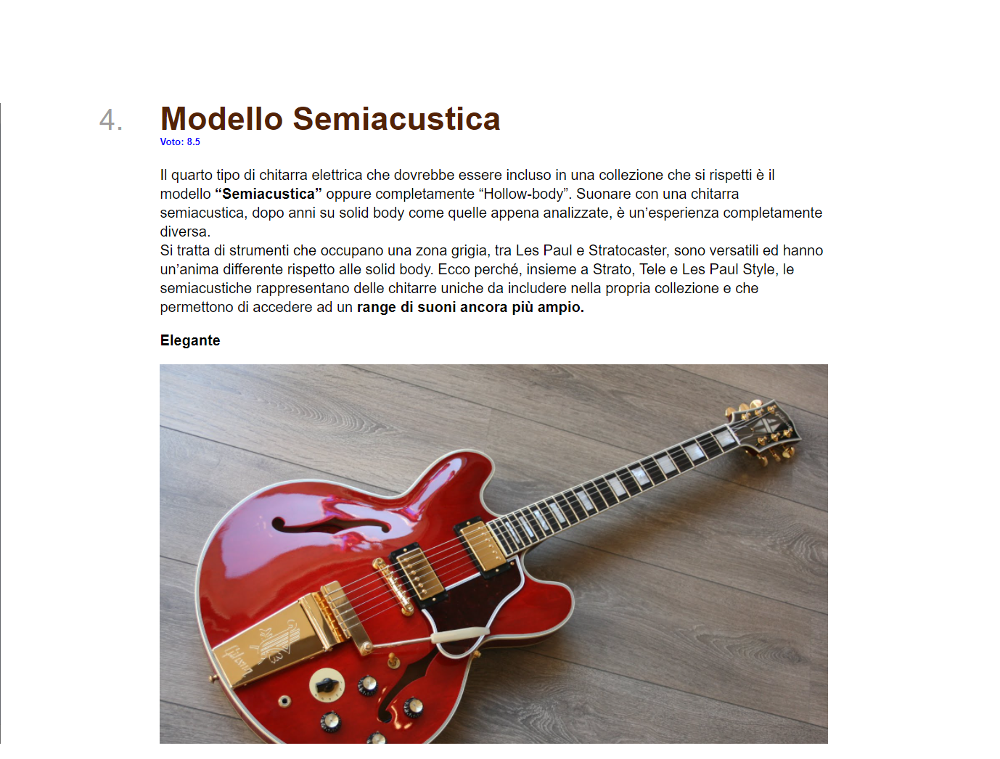 4. Modello Semiacustica
Voto: 8.5
Il quarto tipo di chitarra elettrica che dovrebbe essere incluso in una collezione che si rispetti è il
modello “Semiacustica” oppure completamente “Hollow-body”. Suonare con una chitarra
semiacustica, dopo anni su solid body come quelle appena analizzate, è un’esperienza completamente
diversa.
Si tratta di strumenti che occupano una zona grigia, tra Les Paul e Stratocaster, sono versatili ed hanno
un’anima differente rispetto alle solid body. Ecco perché, insieme a Strato, Tele e Les Paul Style, le
semiacustiche rappresentano delle chitarre uniche da includere nella propria collezione e che
permettono di accedere ad un range di suoni ancora più ampio.
Elegante
Gibson